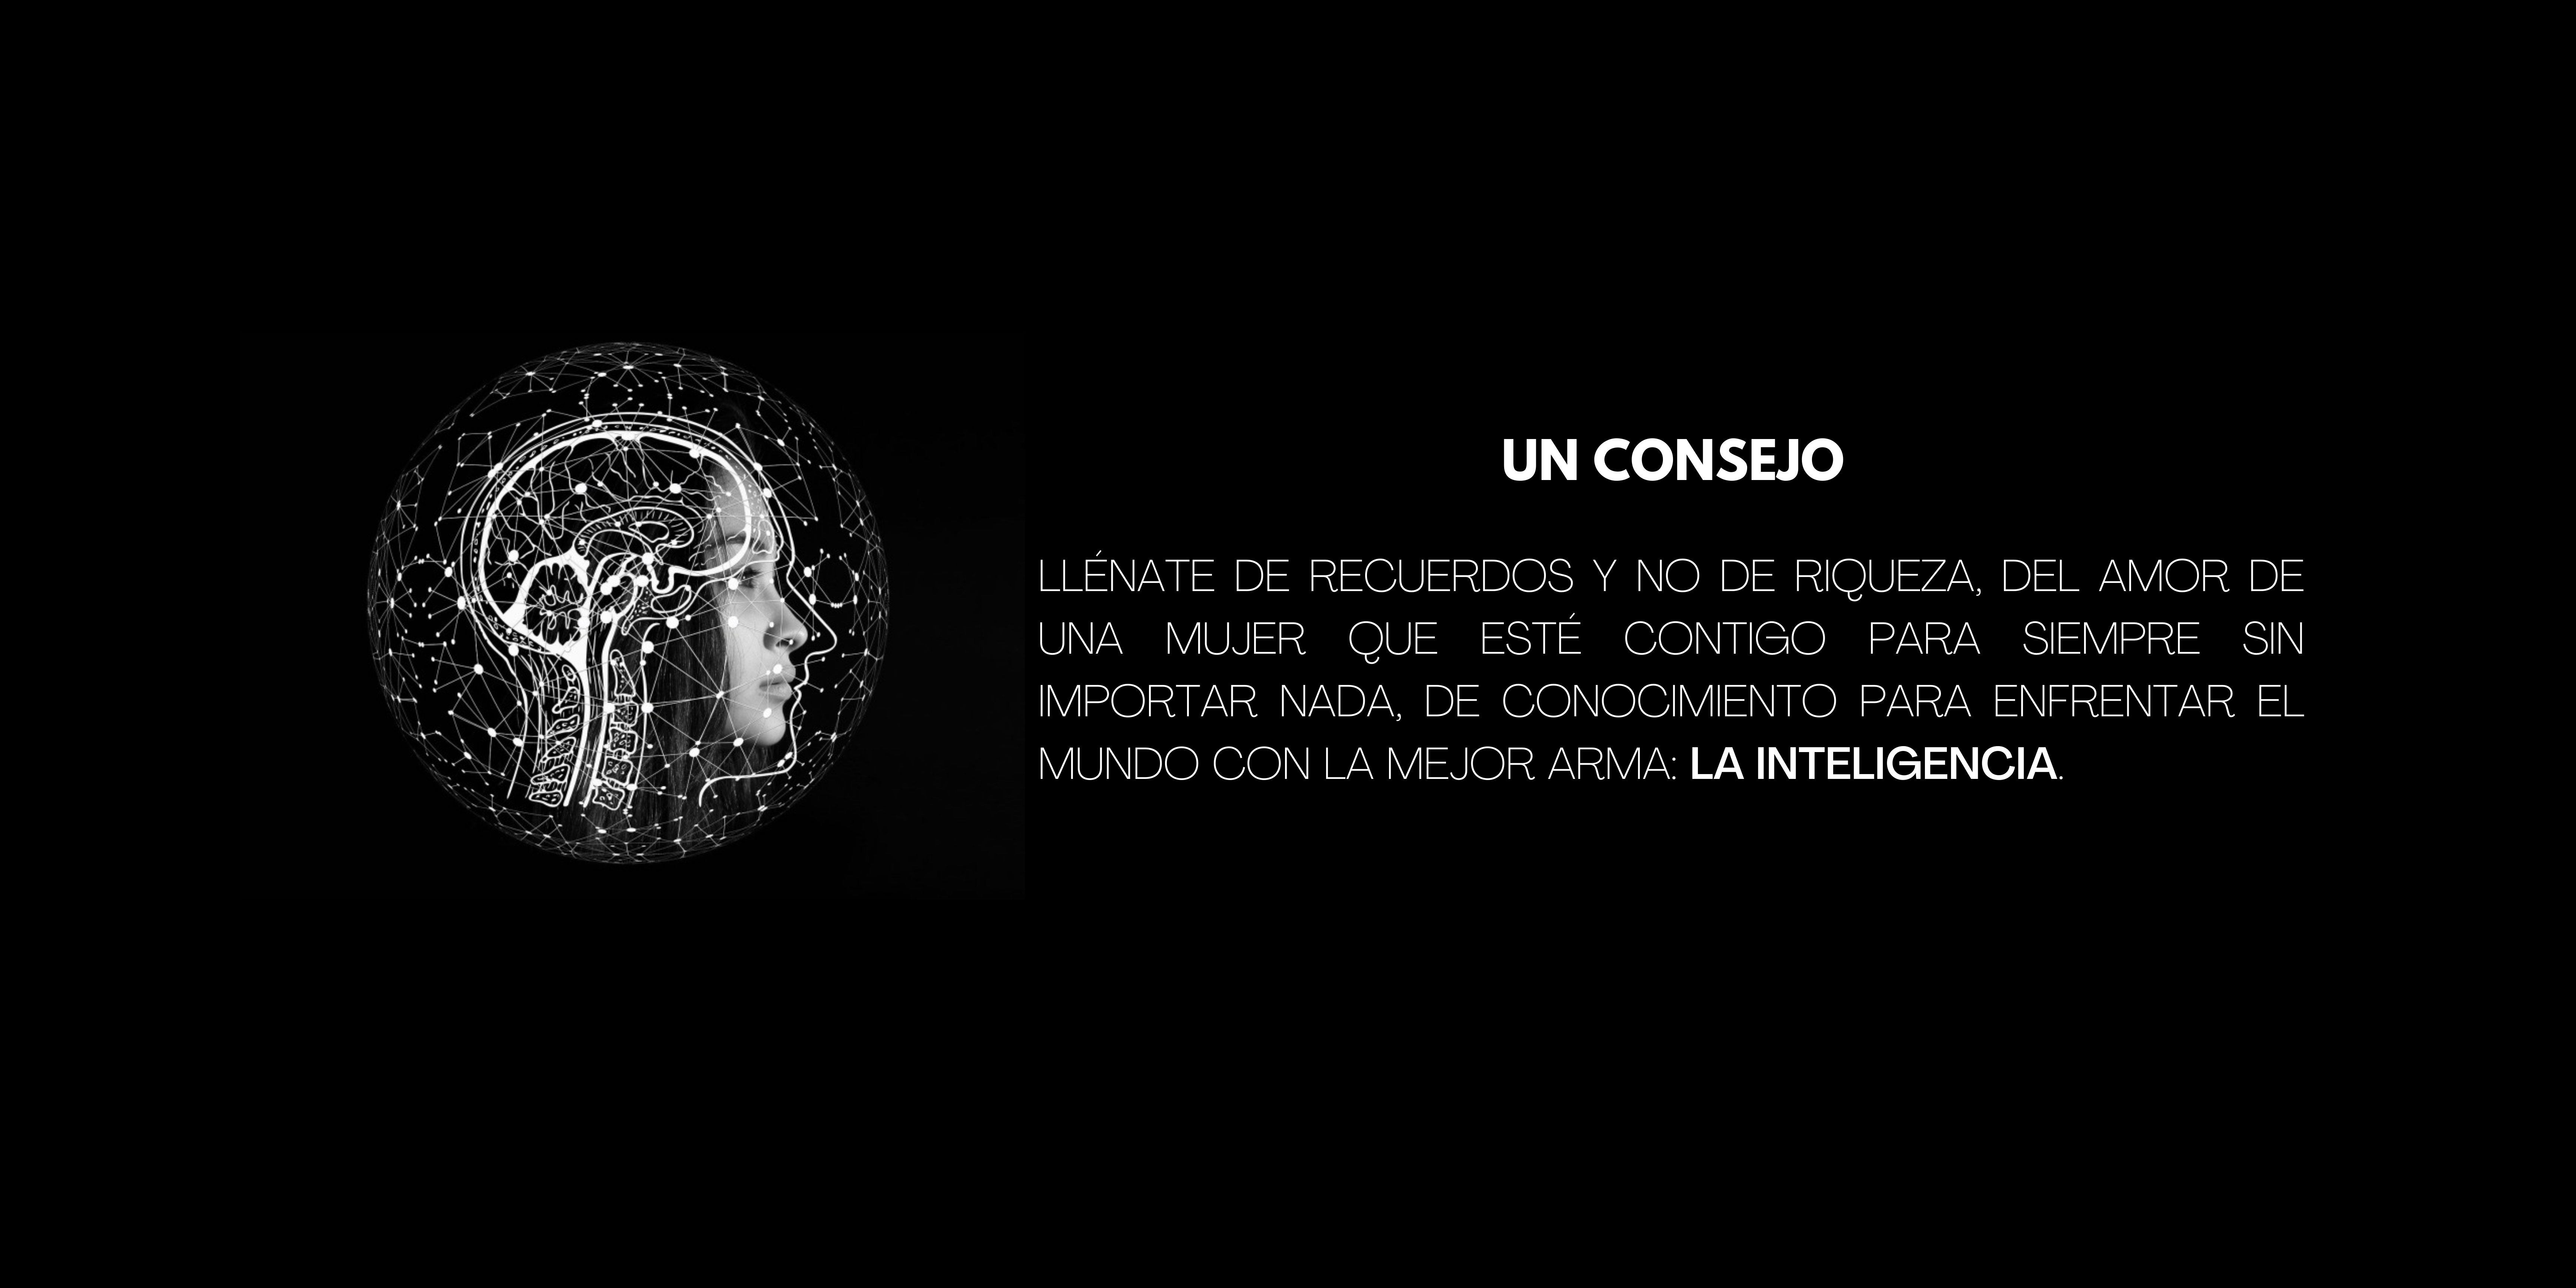 UN CONSEJO
LLÉNATE DE RECUERDOS Y NO DE RIQUEZA, DEL AMOR DE
UNA MUJER QUE ESTÉ CONTIGO PARA SIEMPRE SIN
IMPORTAR NADA, DE CONOCIMIENTO PARA ENFRENTAR EL
MUNDO CON LA MEJOR ARMA: LA INTELIGENCIA.